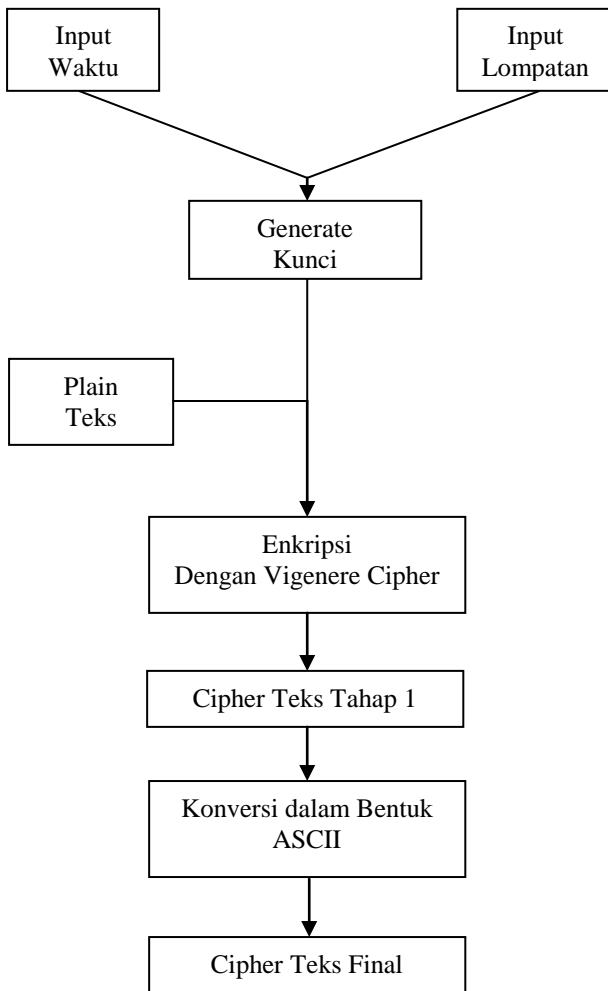 Input
Waktu
Input
Lompatan
Generate
Kunci
Plain
Teks
Enkripsi
Dengan Vigenere Cipher
Cipher Teks Tahap 1
Konversi dalam Bentuk
ASCII
Cipher Teks Final